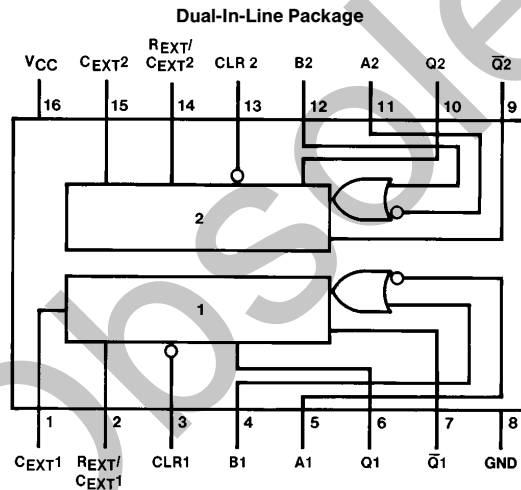 Dual-In-Line Package
VCC CEXT2 REXT/ CEXT2 CLR 2 B2 A2 Q2 Q̅2
16 15 14 13 12 11 10 9
2
1
1 2 3 4 5 6 7 8
CEXT1 REXT/ CEXT1 CLR1 B1 A1 Q1 Q̅1 GND
Obsolete